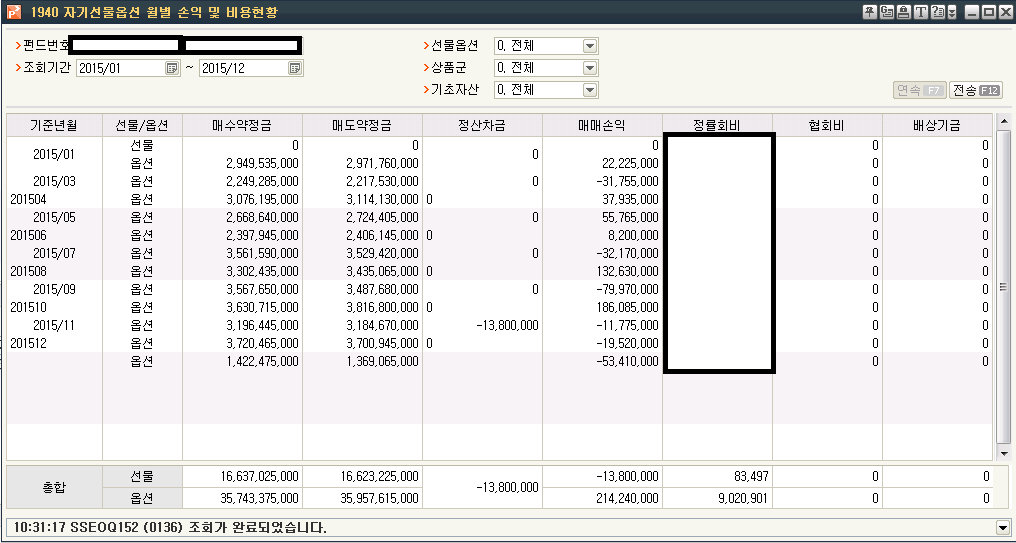 1940 자기선물옵션 월별 손익 및 비용현황
펀드번호 선물옵션 0. 전체
조회기간 2015/01 ~ 2015/12 상품군 0. 전체
기초자산 0. 전체 연속 F7 전송 F12
기준년월 선물/옵션 매수약정금 매도약정금 정산차금 매매손익 정률회비 협회비 배상기금
2015/01 선물 0 0 0 0 0 0
옵션 2,949,535,000 2,971,760,000 22,225,000 0 0
2015/03 옵션 2,249,285,000 2,217,530,000 0 -31,755,000 0 0
201504 옵션 3,076,195,000 3,114,130,000 0 37,935,000 0 0
2015/05 옵션 2,668,640,000 2,724,405,000 0 55,765,000 0 0
201506 옵션 2,397,945,000 2,406,145,000 0 8,200,000 0 0
2015/07 옵션 3,561,590,000 3,529,420,000 0 -32,170,000 0 0
201508 옵션 3,302,435,000 3,435,065,000 0 132,630,000 0 0
2015/09 옵션 3,567,650,000 3,487,680,000 0 -79,970,000 0 0
201510 옵션 3,630,715,000 3,816,800,000 0 186,085,000 0 0
2015/11 옵션 3,196,445,000 3,184,670,000 -13,800,000 -11,775,000 0 0
201512 옵션 3,720,465,000 3,700,945,000 0 -19,520,000 0 0
옵션 1,422,475,000 1,369,065,000 -53,410,000 0 0
총합 선물 16,637,025,000 16,623,225,000 -13,800,000 -13,800,000 83,497 0 0
옵션 35,743,375,000 35,957,615,000 214,240,000 9,020,901 0 0
10:31:17 SSEOQ152 (0136) 조회가 완료되었습니다.